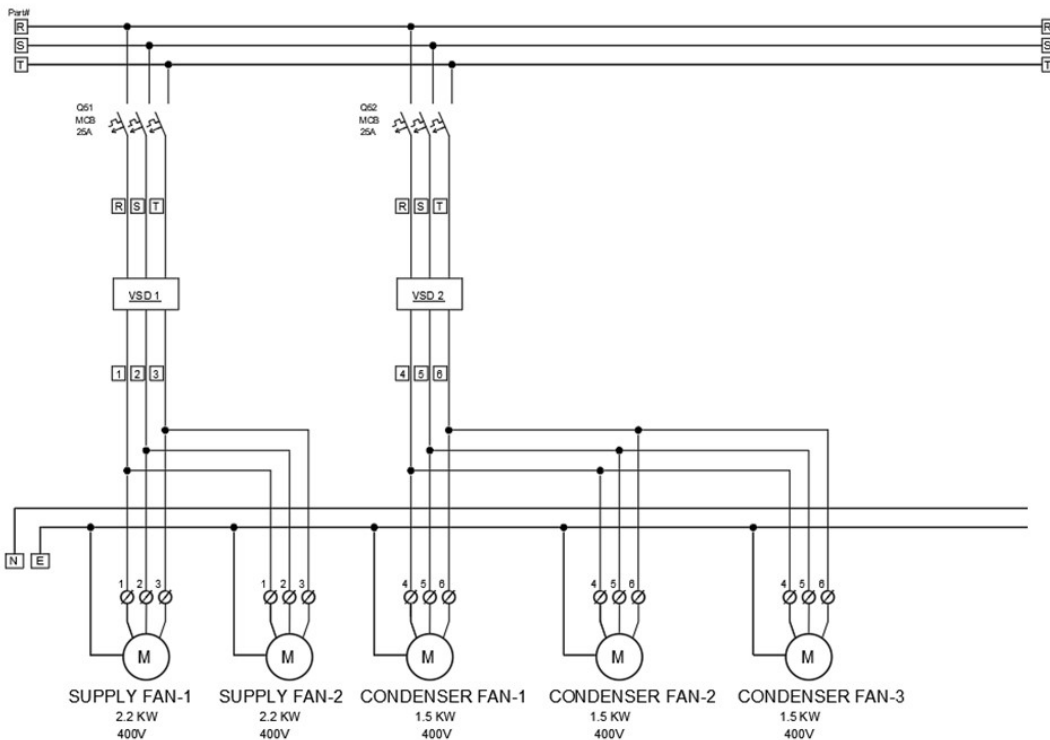 Part#
R R
S S
T T
Q51 Q52
MCB MCB
25A 25A
R S T R S T
VSD 1 VSD 2
1 2 3 4 5 6
N E
1 2 3 1 2 3 4 5 6 4 5 6 4 5 6
M M M M M
SUPPLY FAN-1 SUPPLY FAN-2 CONDENSER FAN-1 CONDENSER FAN-2 CONDENSER FAN-3
2.2 KW 2.2 KW 1.5 KW 1.5 KW 1.5 KW
400V 400V 400V 400V 400V